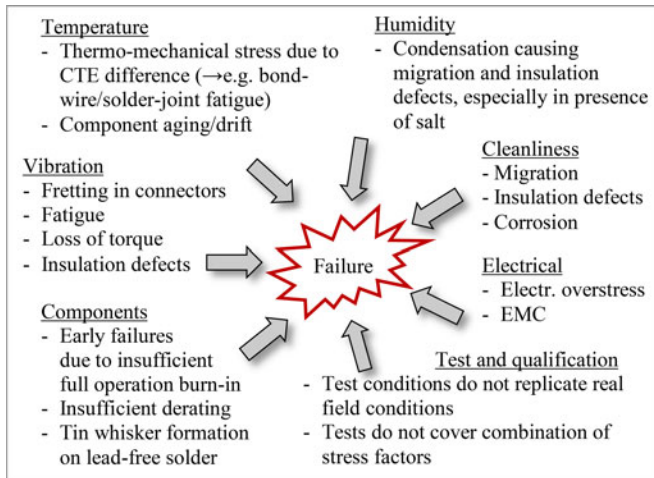 Temperature
- Thermo-mechanical stress due to
CTE difference (→e.g. bond-
wire/solder-joint fatigue)
- Component aging/drift
Humidity
- Condensation causing
migration and insulation
defects, especially in presence
of salt
Vibration
- Fretting in connectors
- Fatigue
- Loss of torque
- Insulation defects
Cleanliness
- Migration
- Insulation defects
- Corrosion
Failure
Electrical
- Electr. overstress
- EMC
Components
- Early failures
due to insufficient
full operation burn-in
- Insufficient derating
- Tin whisker formation
on lead-free solder
Test and qualification
- Test conditions do not replicate real
field conditions
- Tests do not cover combination of
stress factors